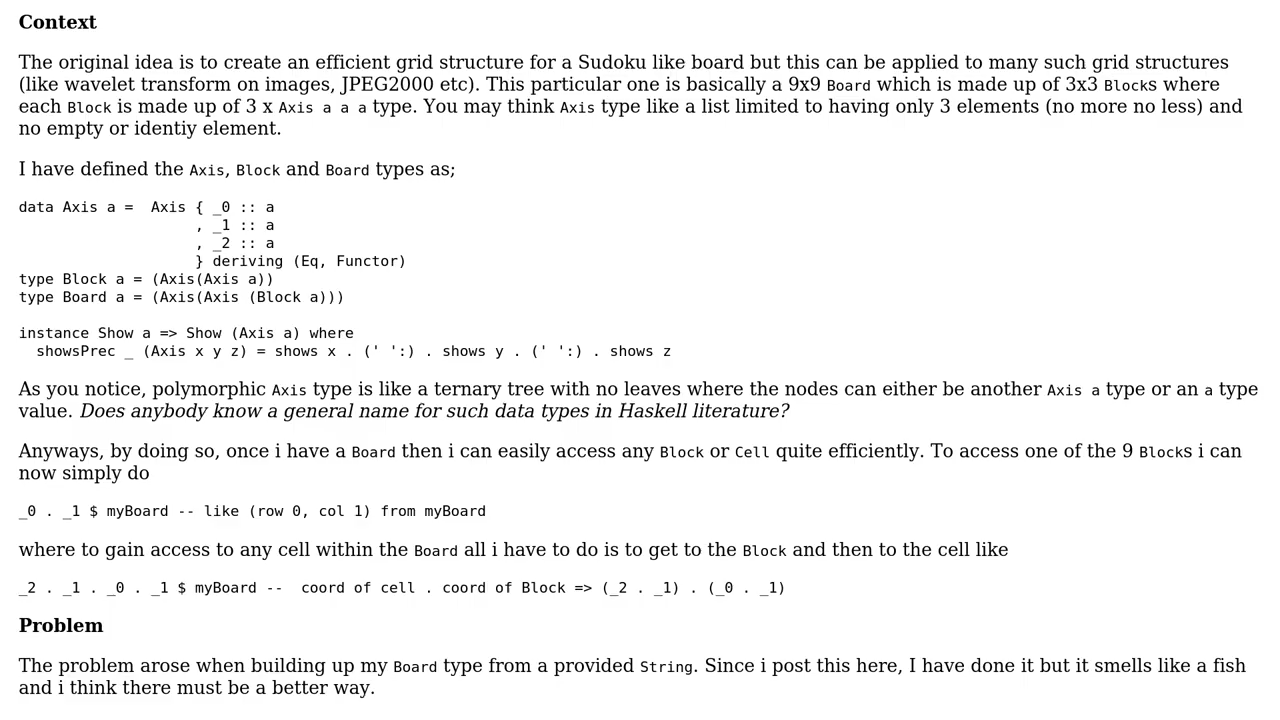 Context
The original idea is to create an efficient grid structure for a Sudoku like board but this can be applied to many such grid structures
(like wavelet transform on images, JPEG2000 etc). This particular one is basically a 9x9 Board which is made up of 3x3 Blocks where
each Block is made up of 3 x Axis a a a type. You may think Axis type like a list limited to having only 3 elements (no more no less) and
no empty or identiy element.
I have defined the Axis, Block and Board types as;
data Axis a =  Axis { _0 :: a
                    , _1 :: a
                    , _2 :: a
                    } deriving (Eq, Functor)
type Block a = (Axis(Axis a))
type Board a = (Axis(Axis (Block a)))
instance Show a => Show (Axis a) where
  showsPrec _ (Axis x y z) = shows x . (' ':) . shows y . (' ':) . shows z
As you notice, polymorphic Axis type is like a ternary tree with no leaves where the nodes can either be another Axis a type or an a type
value. Does anybody know a general name for such data types in Haskell literature?
Anyways, by doing so, once i have a Board then i can easily access any Block or Cell quite efficiently. To access one of the 9 Blocks i can
now simply do
_0 . _1 $ myBoard -- like (row 0, col 1) from myBoard
where to gain access to any cell within the Board all i have to do is to get to the Block and then to the cell like
_2 . _1 . _0 . _1 $ myBoard --  coord of cell . coord of Block => (_2 . _1) . (_0 . _1)
Problem
The problem arose when building up my Board type from a provided String. Since i post this here, I have done it but it smells like a fish
and i think there must be a better way.